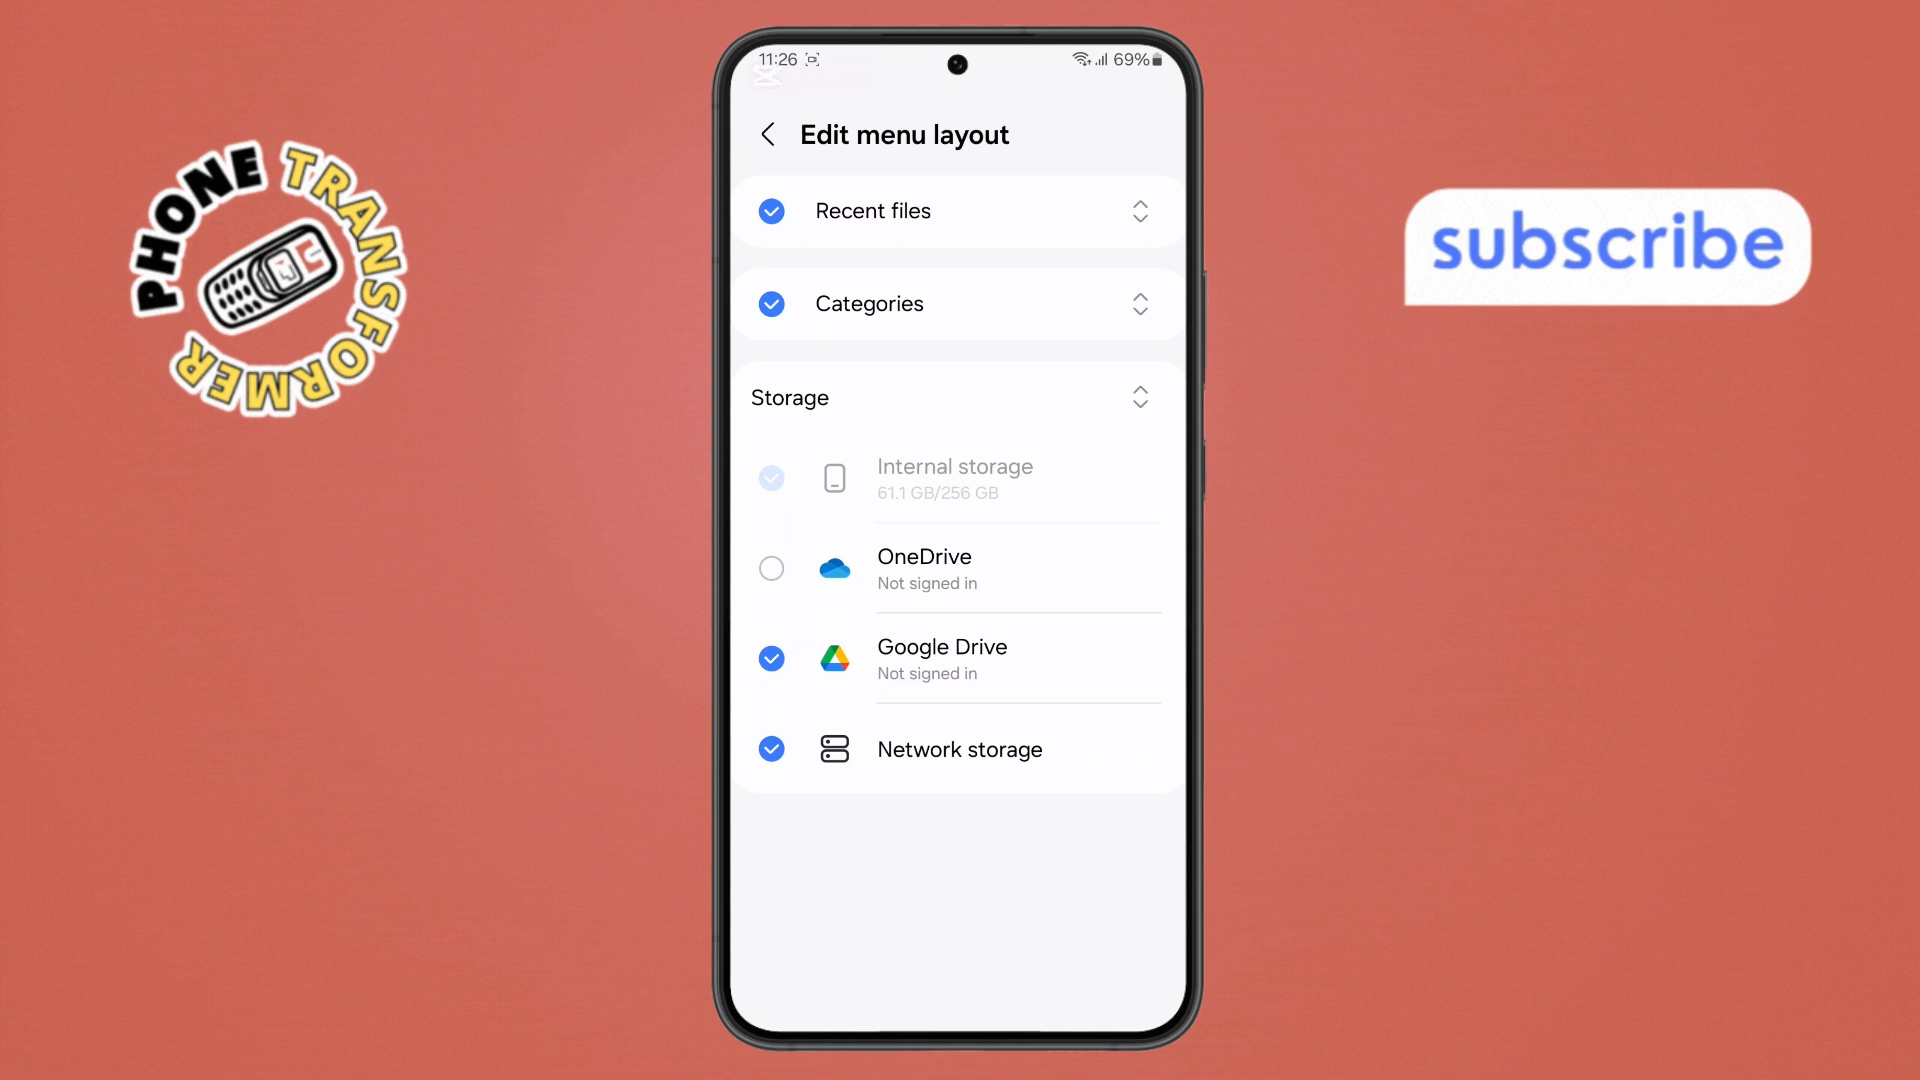 PHONE TRANSFORMER
subscribe
11:26
69%
Edit menu layout
Recent files
Categories
Storage
Internal storage
61.1 GB/256 GB
OneDrive
Not signed in
Google Drive
Not signed in
Network storage